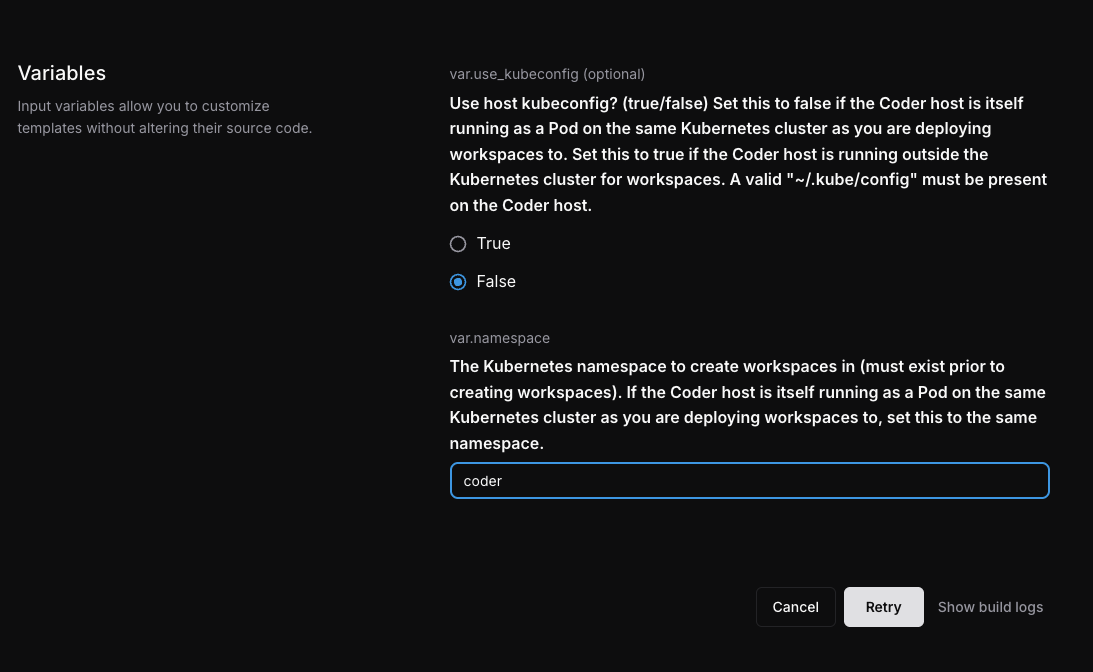 Variables
Input variables allow you to customize
templates without altering their source code.
var.use_kubeconfig (optional)
Use host kubeconfig? (true/false) Set this to false if the Coder host is itself
running as a Pod on the same Kubernetes cluster as you are deploying
workspaces to. Set this to true if the Coder host is running outside the
Kubernetes cluster for workspaces. A valid "~/.kube/config" must be present
on the Coder host.
True
False
var.namespace
The Kubernetes namespace to create workspaces in (must exist prior to
creating workspaces). If the Coder host is itself running as a Pod on the same
Kubernetes cluster as you are deploying workspaces to, set this to the same
namespace.
coder
Cancel
Retry
Show build logs